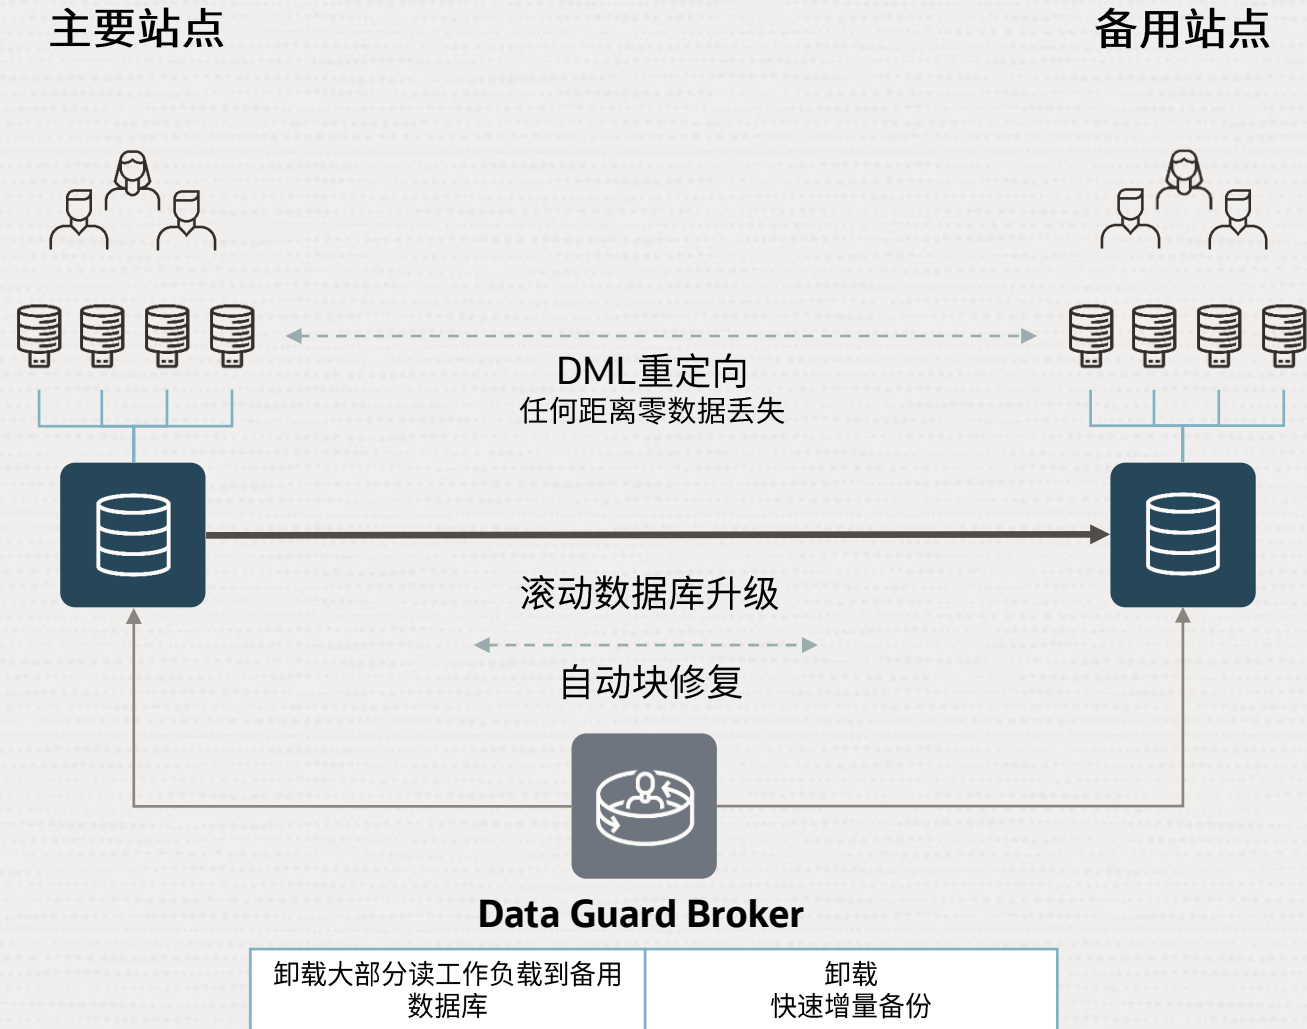 主要站点
备用站点
DML重定向
任何距离零数据丢失
滚动数据库升级
自动块修复
Data Guard Broker
卸载大部分读工作负载到备用
数据库
卸载
快速增量备份